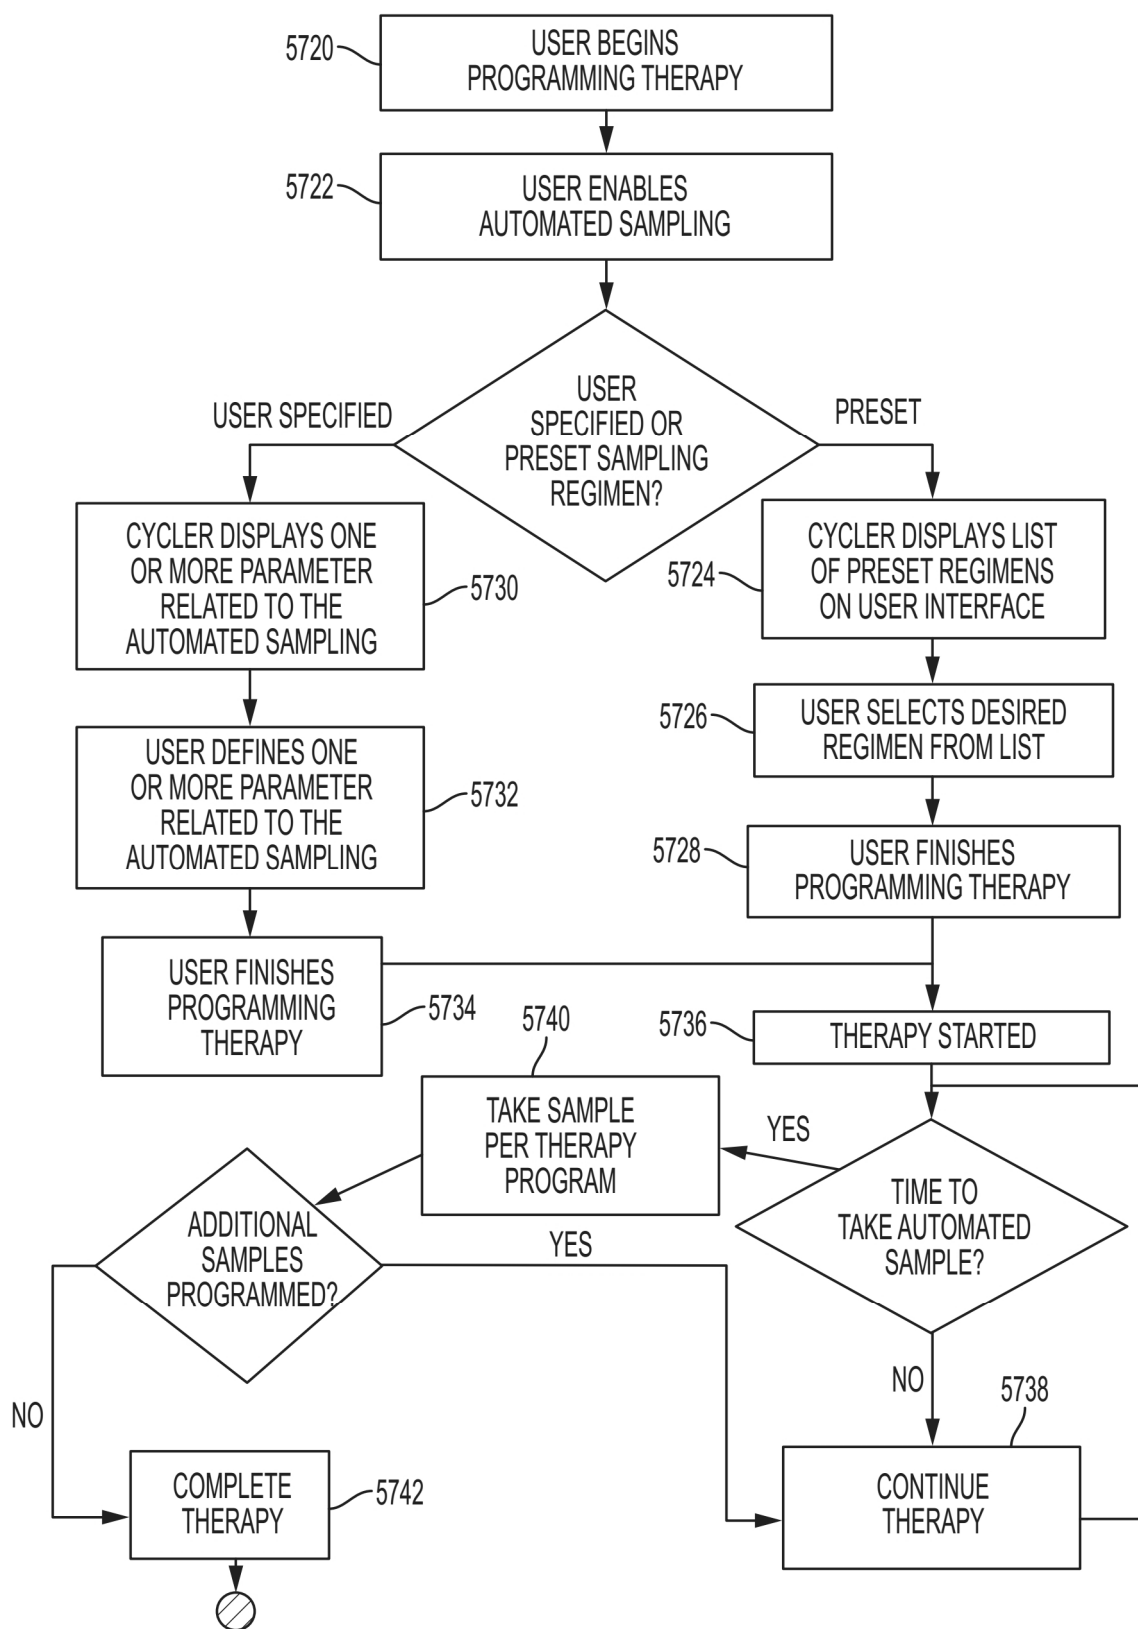 5720
USER BEGINS
PROGRAMMING THERAPY
5722
USER ENABLES
AUTOMATED SAMPLING
USER
SPECIFIED OR
PRESET SAMPLING
REGIMEN?
USER SPECIFIED
PRESET
CYCLER DISPLAYS ONE
OR MORE PARAMETER
RELATED TO THE
AUTOMATED SAMPLING
5730
5724
CYCLER DISPLAYS LIST
OF PRESET REGIMENS
ON USER INTERFACE
5726
USER SELECTS DESIRED
REGIMEN FROM LIST
USER DEFINES ONE
OR MORE PARAMETER
RELATED TO THE
AUTOMATED SAMPLING
5732
5728
USER FINISHES
PROGRAMMING THERAPY
USER FINISHES
PROGRAMMING
THERAPY
5734
5740
5736
THERAPY STARTED
TAKE SAMPLE
PER THERAPY
PROGRAM
YES
TIME TO
TAKE AUTOMATED
SAMPLE?
ADDITIONAL
SAMPLES
PROGRAMMED?
YES
NO
NO
5738
COMPLETE
THERAPY
5742
CONTINUE
THERAPY